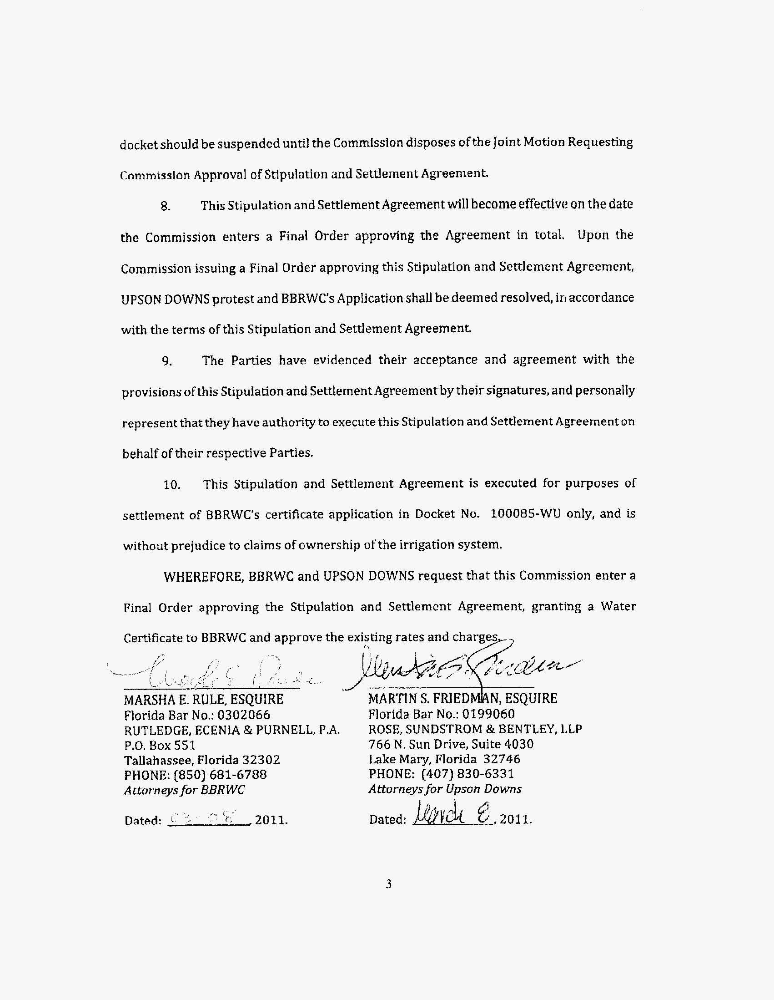 docket should be suspended until the Commission disposes of the Joint Motion Requesting
Commission Approval of Stipulation and Settlement Agreement.
8. This Stipulation and Settlement Agreement will become effective on the date
the Commission enters a Final Order approving the Agreement in total. Upon the
Commission issuing a Final Order approving this Stipulation and Settlement Agreement,
UPSON DOWNS protest and BBRWC's Application shall be deemed resolved, in accordance
with the terms of this Stipulation and Settlement Agreement.
9. The Parties have evidenced their acceptance and agreement with the
provisions of this Stipulation and Settlement Agreement by their signatures, and personally
represent that they have authority to execute this Stipulation and Settlement Agreement on
behalf of their respective Parties.
10. This Stipulation and Settlement Agreement is executed for purposes of
settlement of BBRWC's certificate application in Docket No. 100085-WU only, and is
without prejudice to claims of ownership of the irrigation system.
WHEREFORE, BBRWC and UPSON DOWNS request that this Commission enter a
Final Order approving the Stipulation and Settlement Agreement, granting a Water
Certificate to BBRWC and approve the existing rates and charges.
MARSHA E. RULE, ESQUIRE
Florida Bar No.: 0302066
RUTLEDGE, ECENIA & PURNELL, P.A.
P.O. Box 551
Tallahassee, Florida 32302
PHONE: (850) 681-6788
Attorneys for BBRWC
Dated: 03-08, 2011.
MARTIN S. FRIEDMAN, ESQUIRE
Florida Bar No.: 0199060
ROSE, SUNDSTROM & BENTLEY, LLP
766 N. Sun Drive, Suite 4030
Lake Mary, Florida 32746
PHONE: (407) 830-6331
Attorneys for Upson Downs
Dated: March 8, 2011.
3